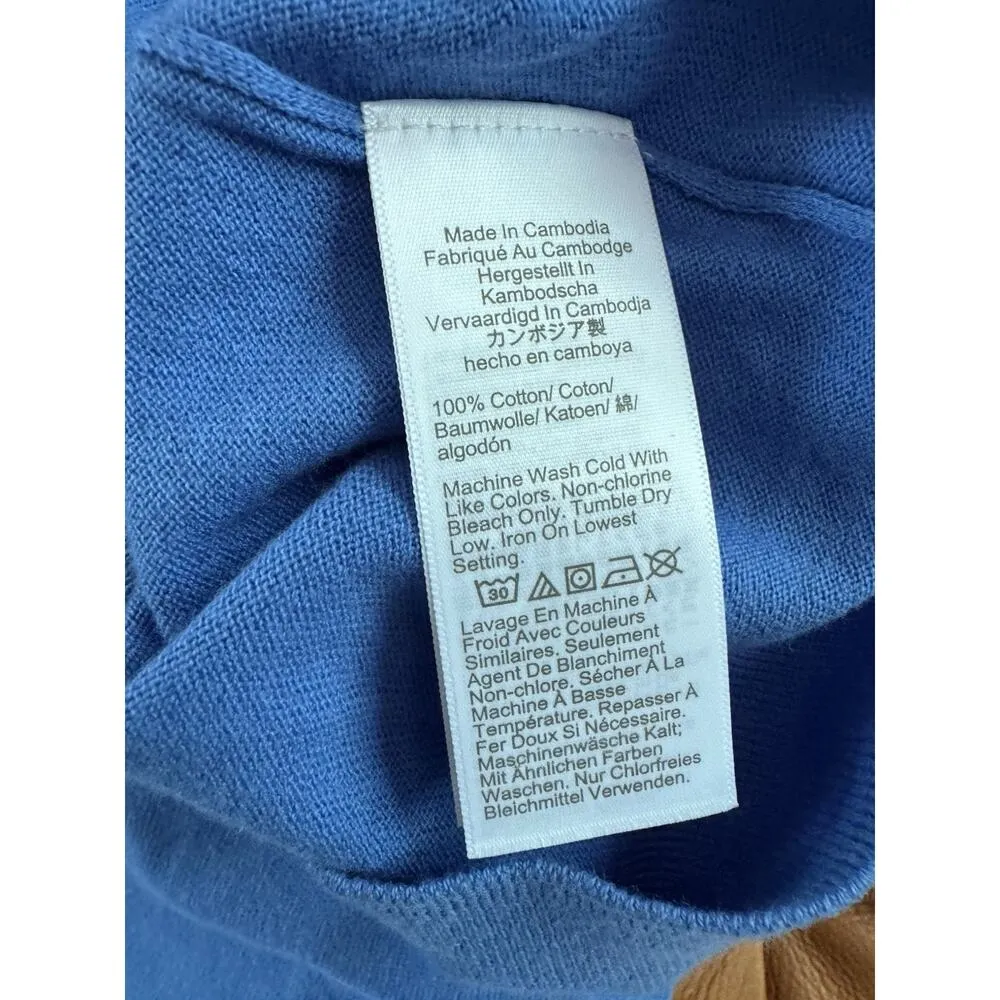 Made In Cambodia
Fabriqué Au Cambodge
Hergestellt In
Kambodscha
Vervaardigd In Cambodja
カンボジア製
hecho en camboya
100% Cotton/ Coton/
Baumwolle/ Katoen/ 綿/
algodón
Machine Wash Cold With
Like Colors. Non-chlorine
Bleach Only. Tumble Dry
Low. Iron On Lowest
Setting.
30
Lavage En Machine À
Froid Avec Couleurs
Similaires. Seulement
Agent De Blanchiment
Non-chlore. Sécher À La
Machine À Basse
Température. Repasser À
Fer Doux Si Nécessaire.
Maschinenwäsche Kalt;
Mit Ähnlichen Farben
Waschen. Nur Chlorfreies
Bleichmittel Verwenden.